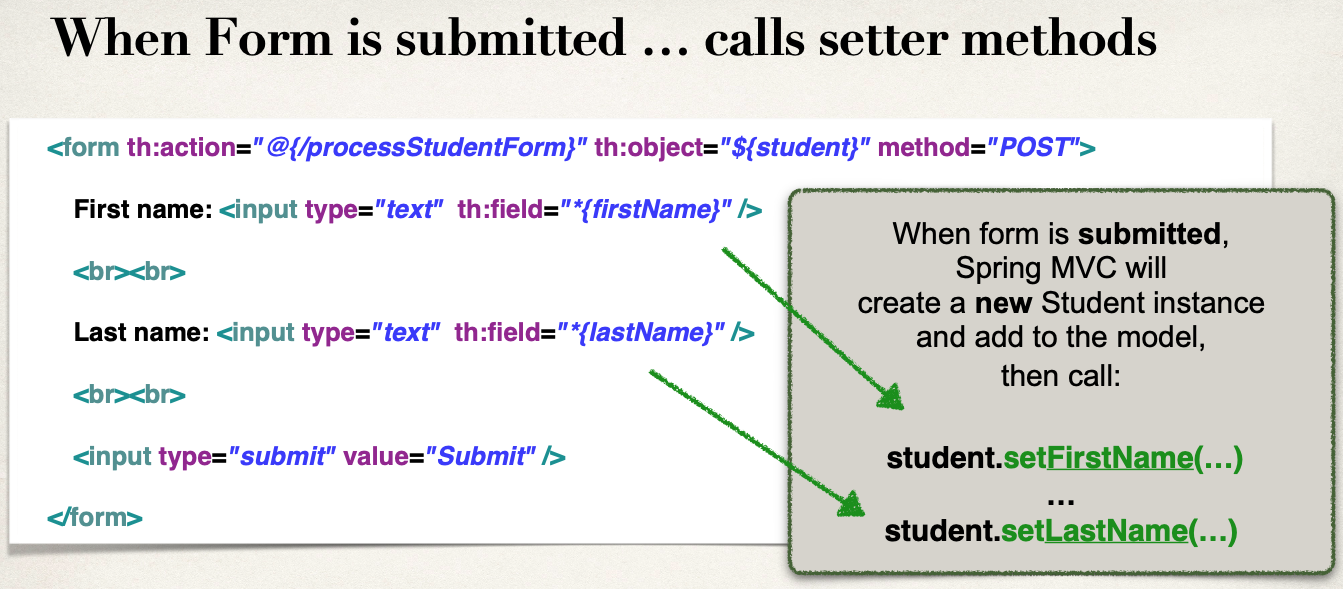 When Form is submitted … calls setter methods
<form th:action="@{/processStudentForm}" th:object="${student}" method="POST">
First name: <input type="text" th:field="*{firstName}" />
<br><br>
Last name: <input type="text" th:field="*{lastName}" />
<br><br>
<input type="submit" value="Submit" />
</form>
When form is submitted,
Spring MVC will
create a new Student instance
and add to the model,
then call:
student.setFirstName(…)
…
student.setLastName(…)